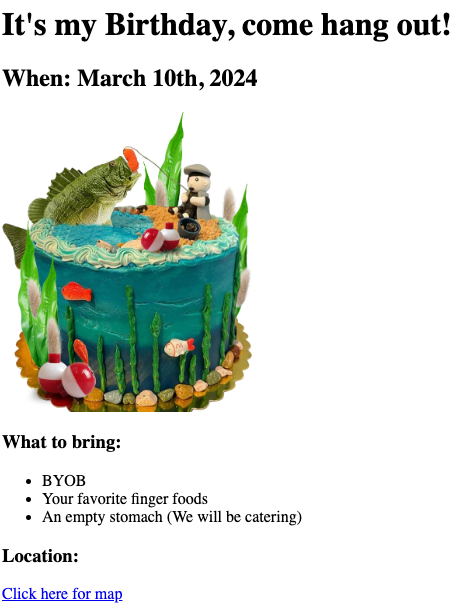 It's my Birthday, come hang out!
When: March 10th, 2024
What to bring:
• BYOB
• Your favorite finger foods
• An empty stomach (We will be catering)
Location:
Click here for map